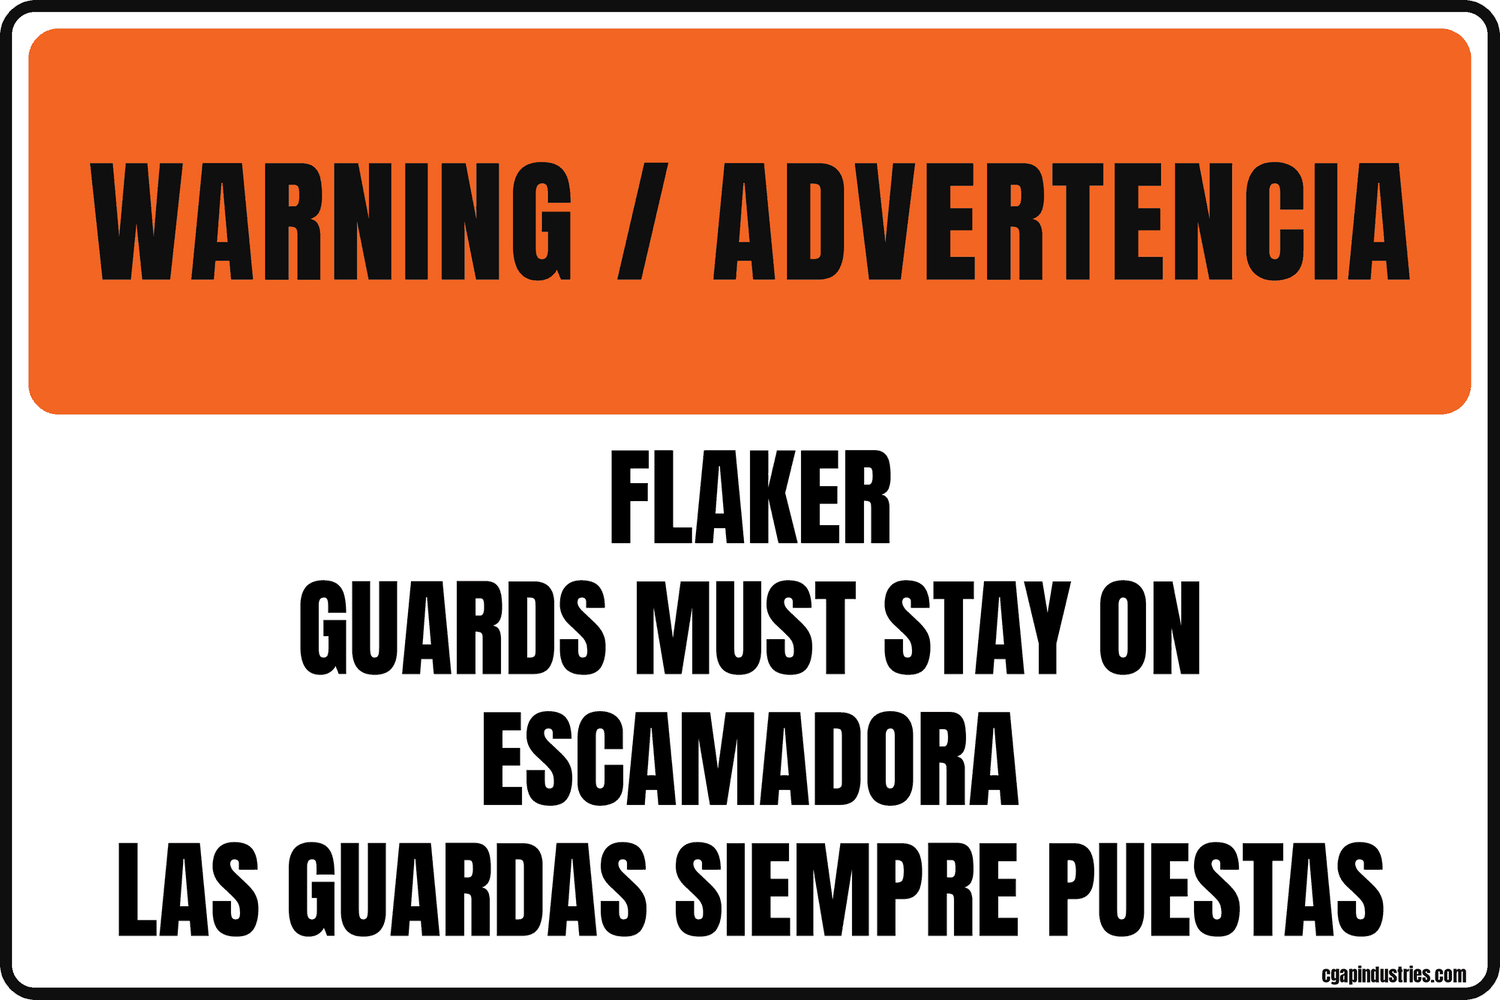 WARNING / ADVERTENCIA
FLAKER
GUARDS MUST STAY ON
ESCAMADORA
LAS GUARDAS SIEMPRE PUESTAS
cgapindustries.com